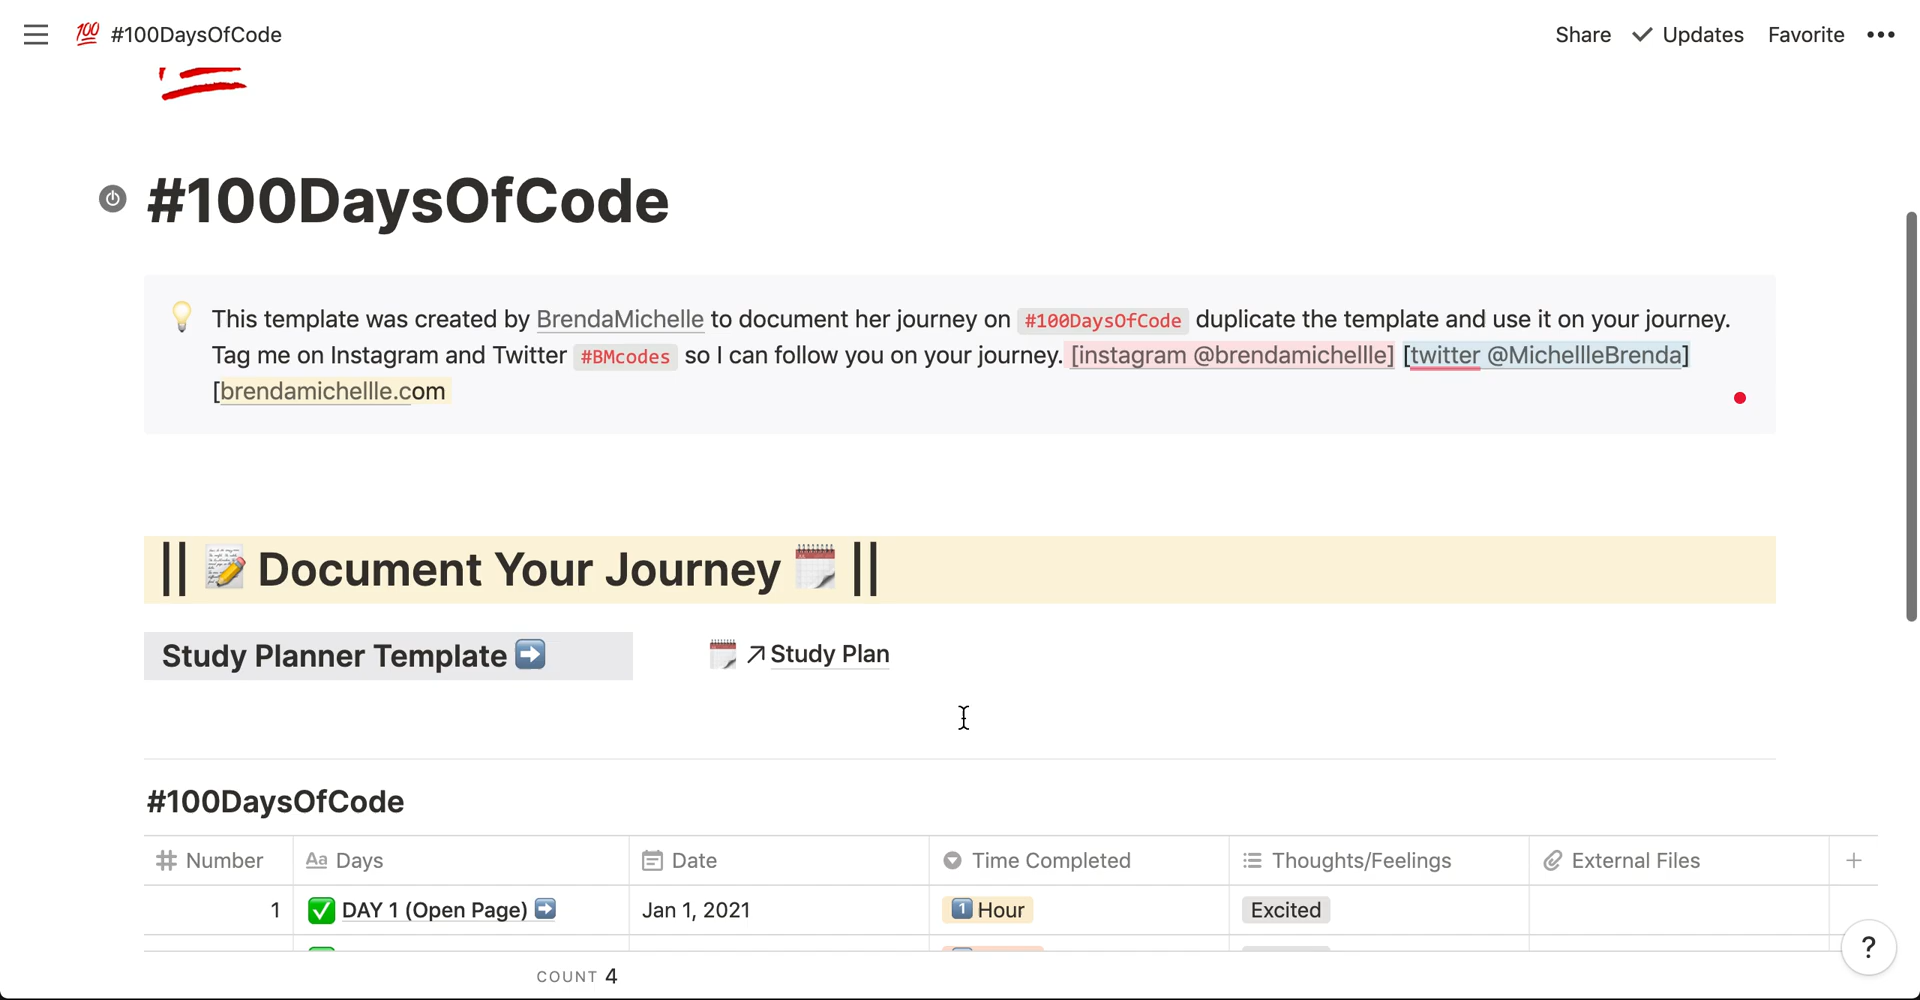 💯 #100DaysOfCode Share ✓ Updates Favorite •••
#100DaysOfCode
This template was created by BrendaMichelle to document her journey on #100DaysOfCode duplicate the template and use it on your journey.
Tag me on Instagram and Twitter #BMcodes so I can follow you on your journey. [instagram @brendamichellle] [twitter @MichellleBrenda]
[brendamichellle.com
|| 📝 Document Your Journey 🗓 ||
Study Planner Template ➡️ 🗓 ↗ Study Plan
#100DaysOfCode
# Number Aa Days Date Time Completed Thoughts/Feelings External Files +
1 ✅ DAY 1 (Open Page) ➡️ Jan 1, 2021 1️⃣ Hour Excited
COUNT 4
?